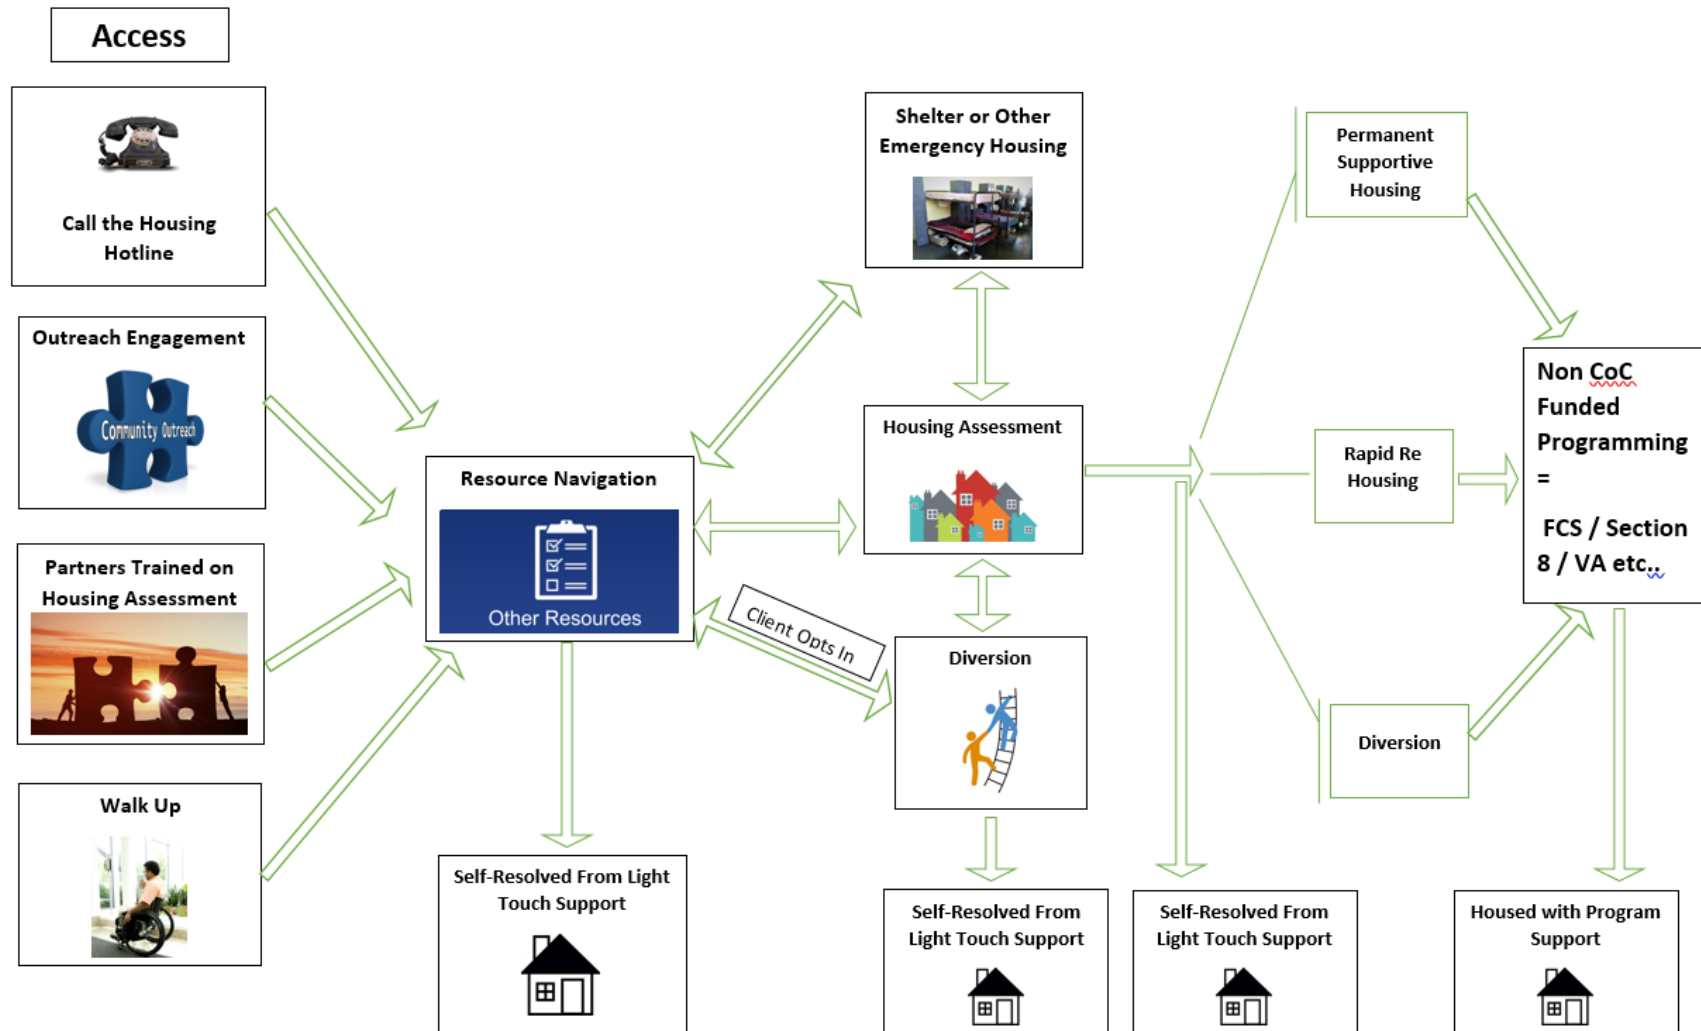 Access
Call the Housing
Hotline
Outreach Engagement
Community Outreach
Partners Trained on
Housing Assessment
Walk Up
Resource Navigation
Other Resources
Self-Resolved From Light
Touch Support
Shelter or Other
Emergency Housing
Housing Assessment
Client Opts In
Diversion
Self-Resolved From
Light Touch Support
Self-Resolved From
Light Touch Support
Permanent
Supportive
Housing
Rapid Re
Housing
Diversion
Non CoC
Funded
Programming
=
FCS / Section
8 / VA etc..
Housed with Program
Support